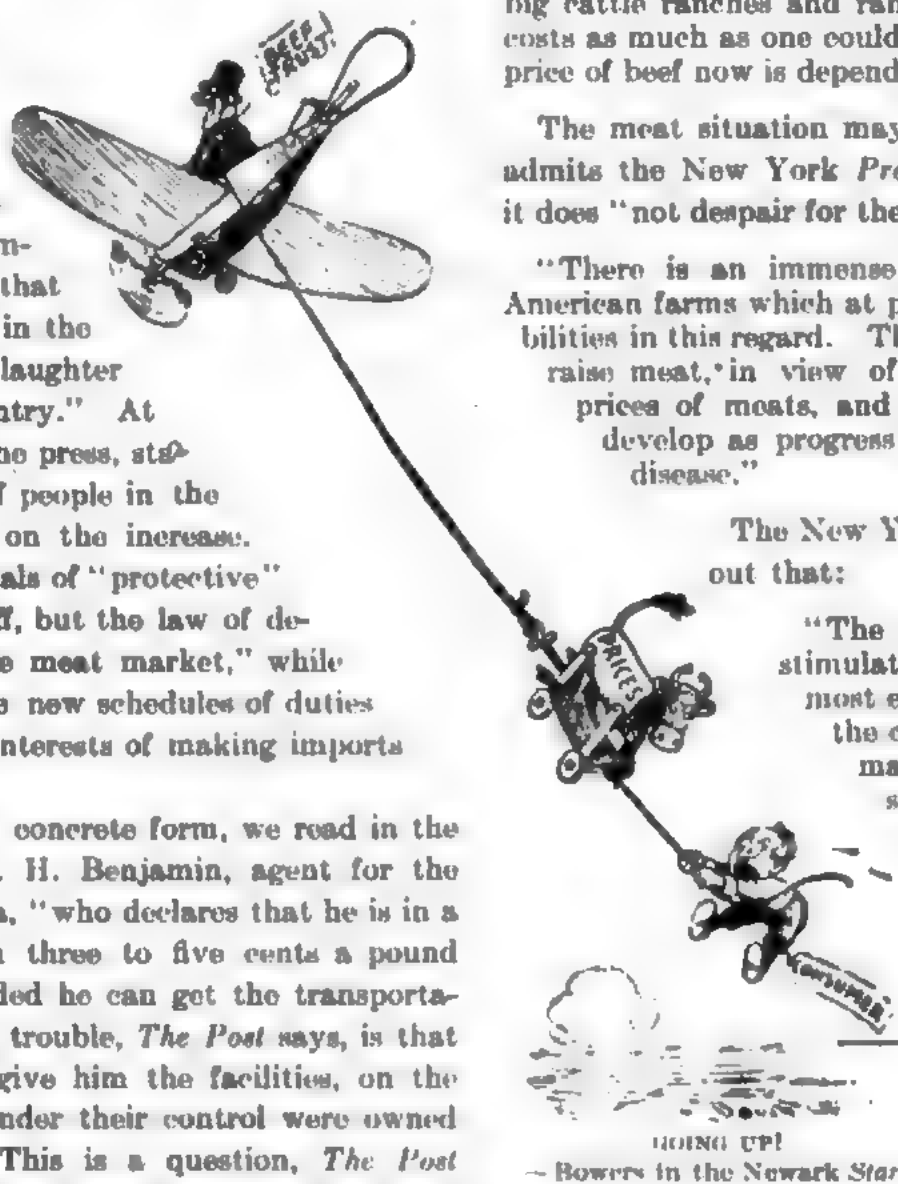 m-
that
in the
laughter
ntry." At
he press, sta-
f people in the
on the increase.
als of "protective"
ff, but the law of de-
e meat market," while
e new schedules of duties
nterests of making imports
concrete form, we read in the
. H. Benjamin, agent for the
a, "who declares that he is in a
three to five cents a pound
ded he can get the transporta-
trouble, The Post says, is that
give him the facilities, on the
nder their control were owned
This is a question, The Post
BEEF
TRUST
PRICES
CONSUMER
GOING UP!
— Bowers in the Newark Star
big cattle ranches and ran
costs as much as one could
price of beef now is depend
The meat situation may
admits the New York Pre
it does "not despair for the
"There is an immense
American farms which at p
bilities in this regard. Th
raise meat, in view of
prices of meats, and
develop as progress
disease."
The New Y
out that:
"The
stimulat
most e
the c
ma
s